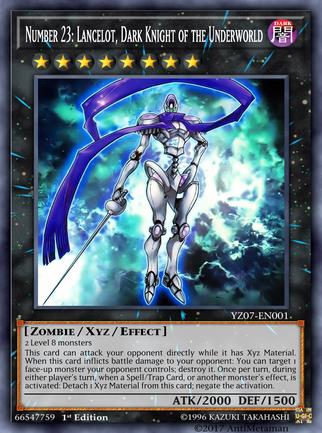 Number 23: Lancelot, Dark Knight of the Underworld
DARK
闇
YZ07-EN001
[Zombie / Xyz / Effect]
2 Level 8 monsters
This card can attack your opponent directly while it has Xyz Material.
When this card inflicts battle damage to your opponent: You can target 1
face-up monster your opponent controls; destroy it. Once per turn, during
either player's turn, when a Spell/Trap Card, or another monster's effect, is
activated: Detach 1 Xyz Material from this card; negate the activation.
ATK/2000 DEF/1500
66547759 1st Edition ©1996 KAZUKI TAKAHASHI
©2017 AntiMetaman